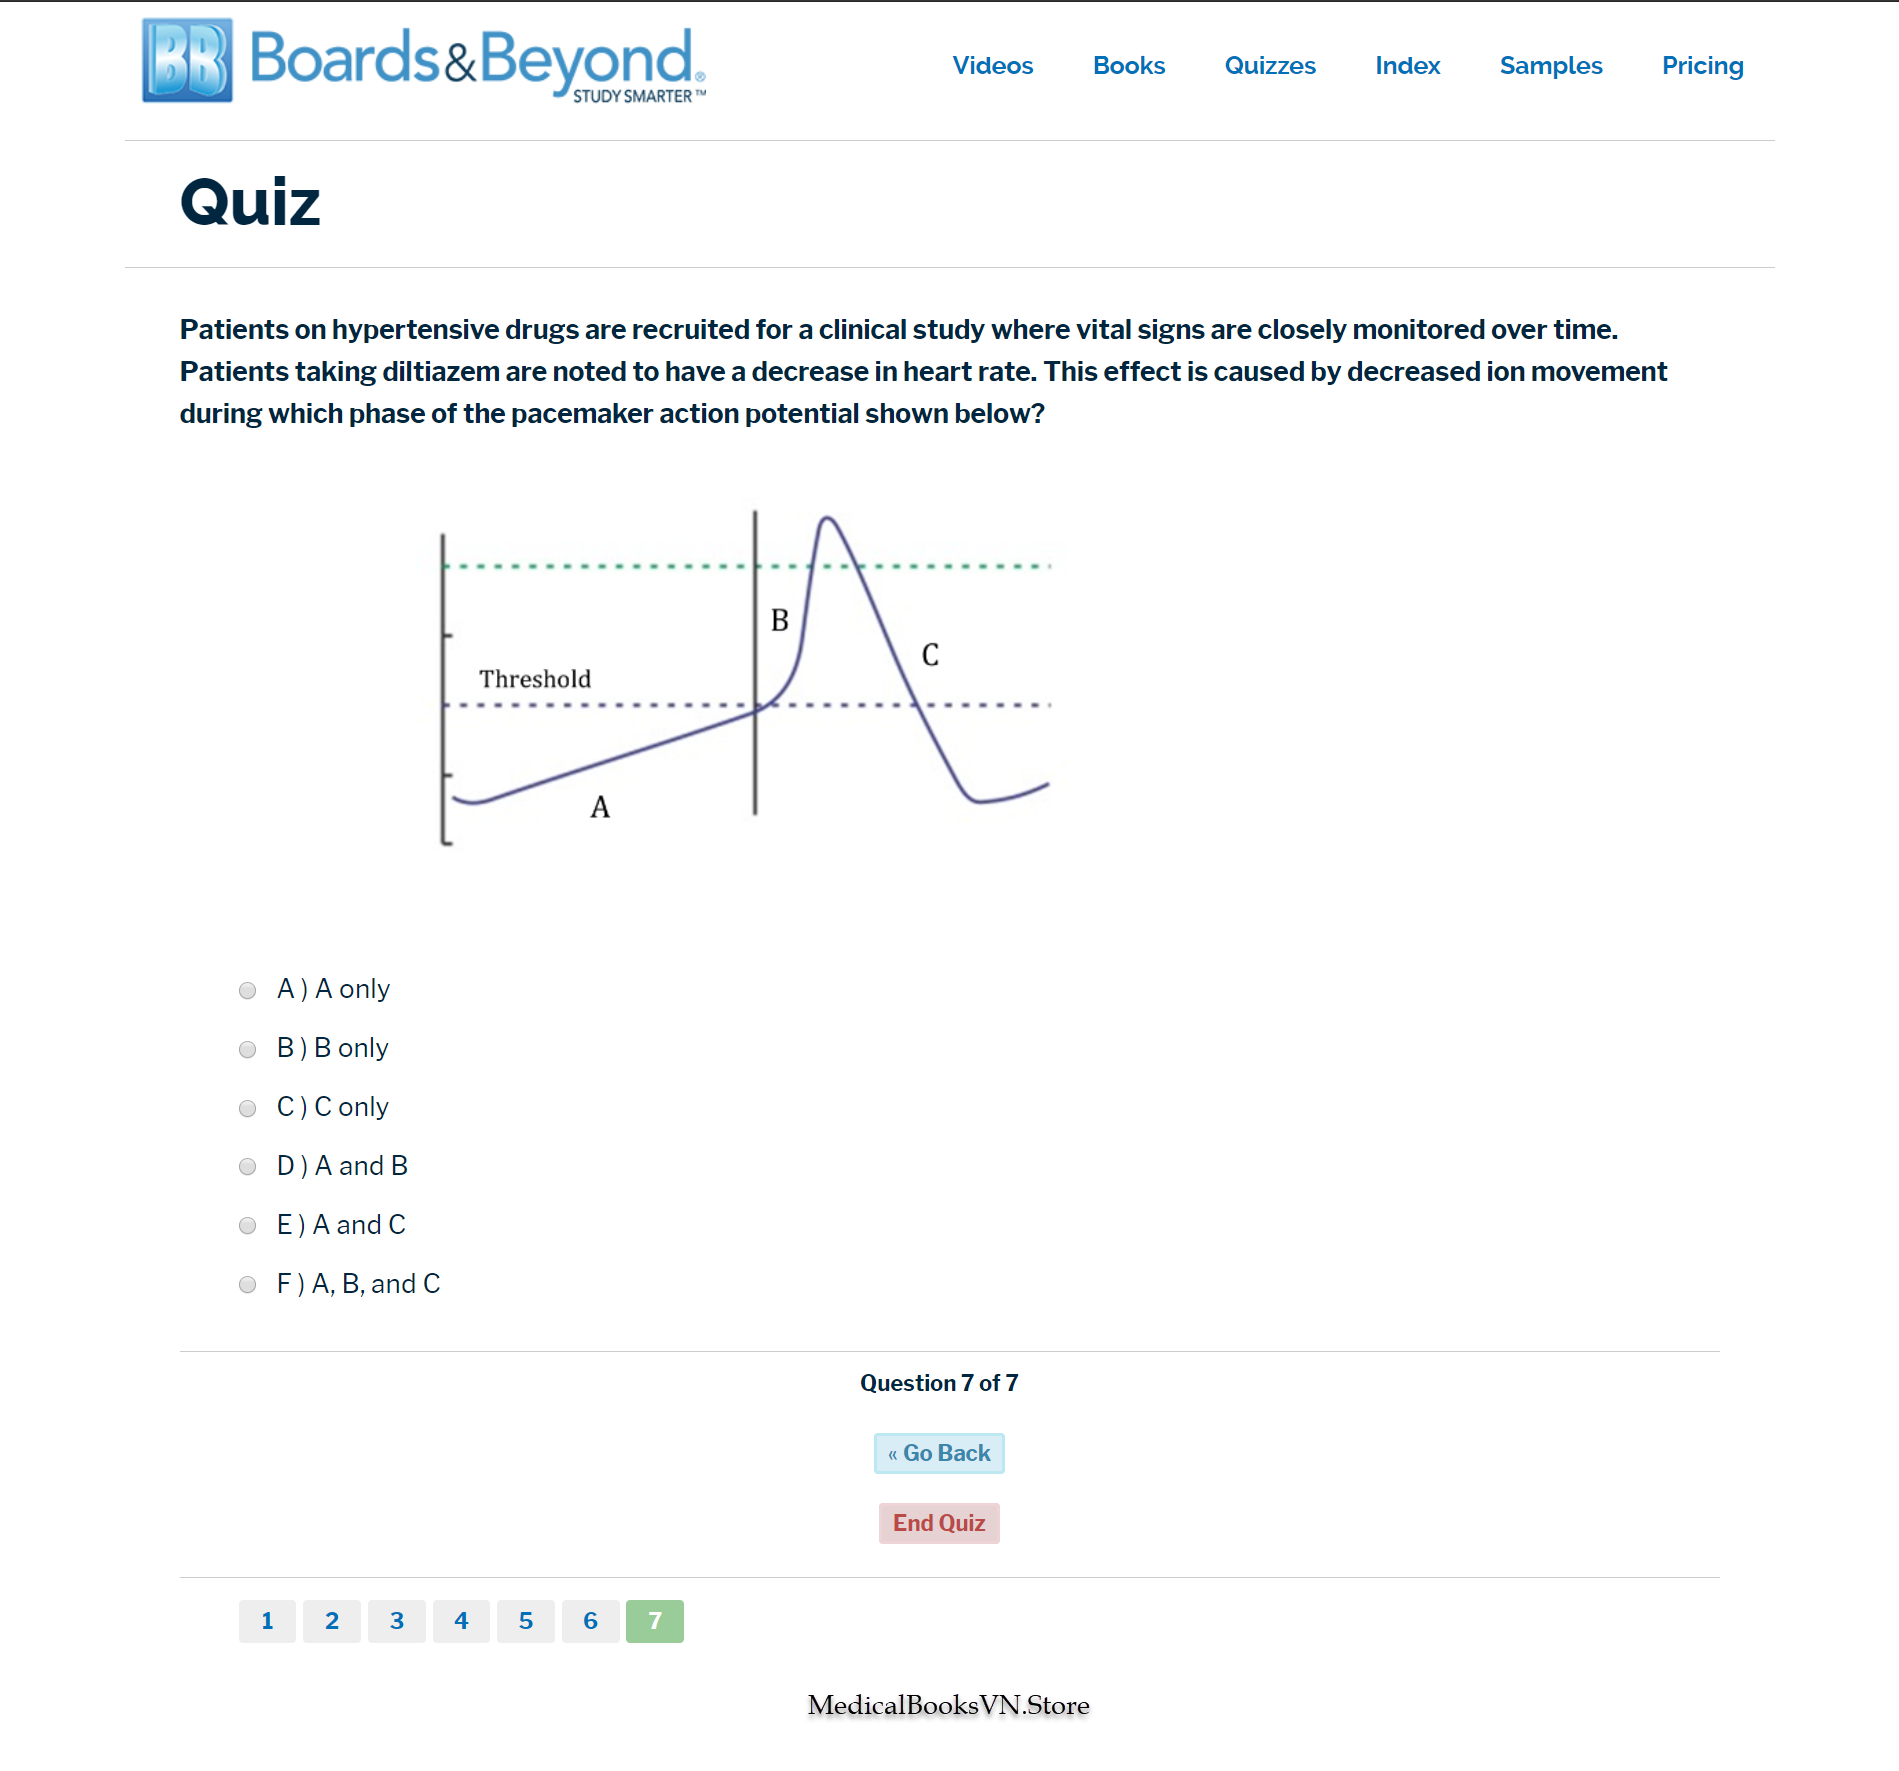 BB Boards&Beyond.®
STUDY SMARTER™
Videos Books Quizzes Index Samples Pricing
Quiz
Patients on hypertensive drugs are recruited for a clinical study where vital signs are closely monitored over time.
Patients taking diltiazem are noted to have a decrease in heart rate. This effect is caused by decreased ion movement
during which phase of the pacemaker action potential shown below?
B
C
Threshold
A
A ) A only
B ) B only
C ) C only
D ) A and B
E ) A and C
F ) A, B, and C
Question 7 of 7
« Go Back
End Quiz
1 2 3 4 5 6 7
MedicalBooksVN.Store